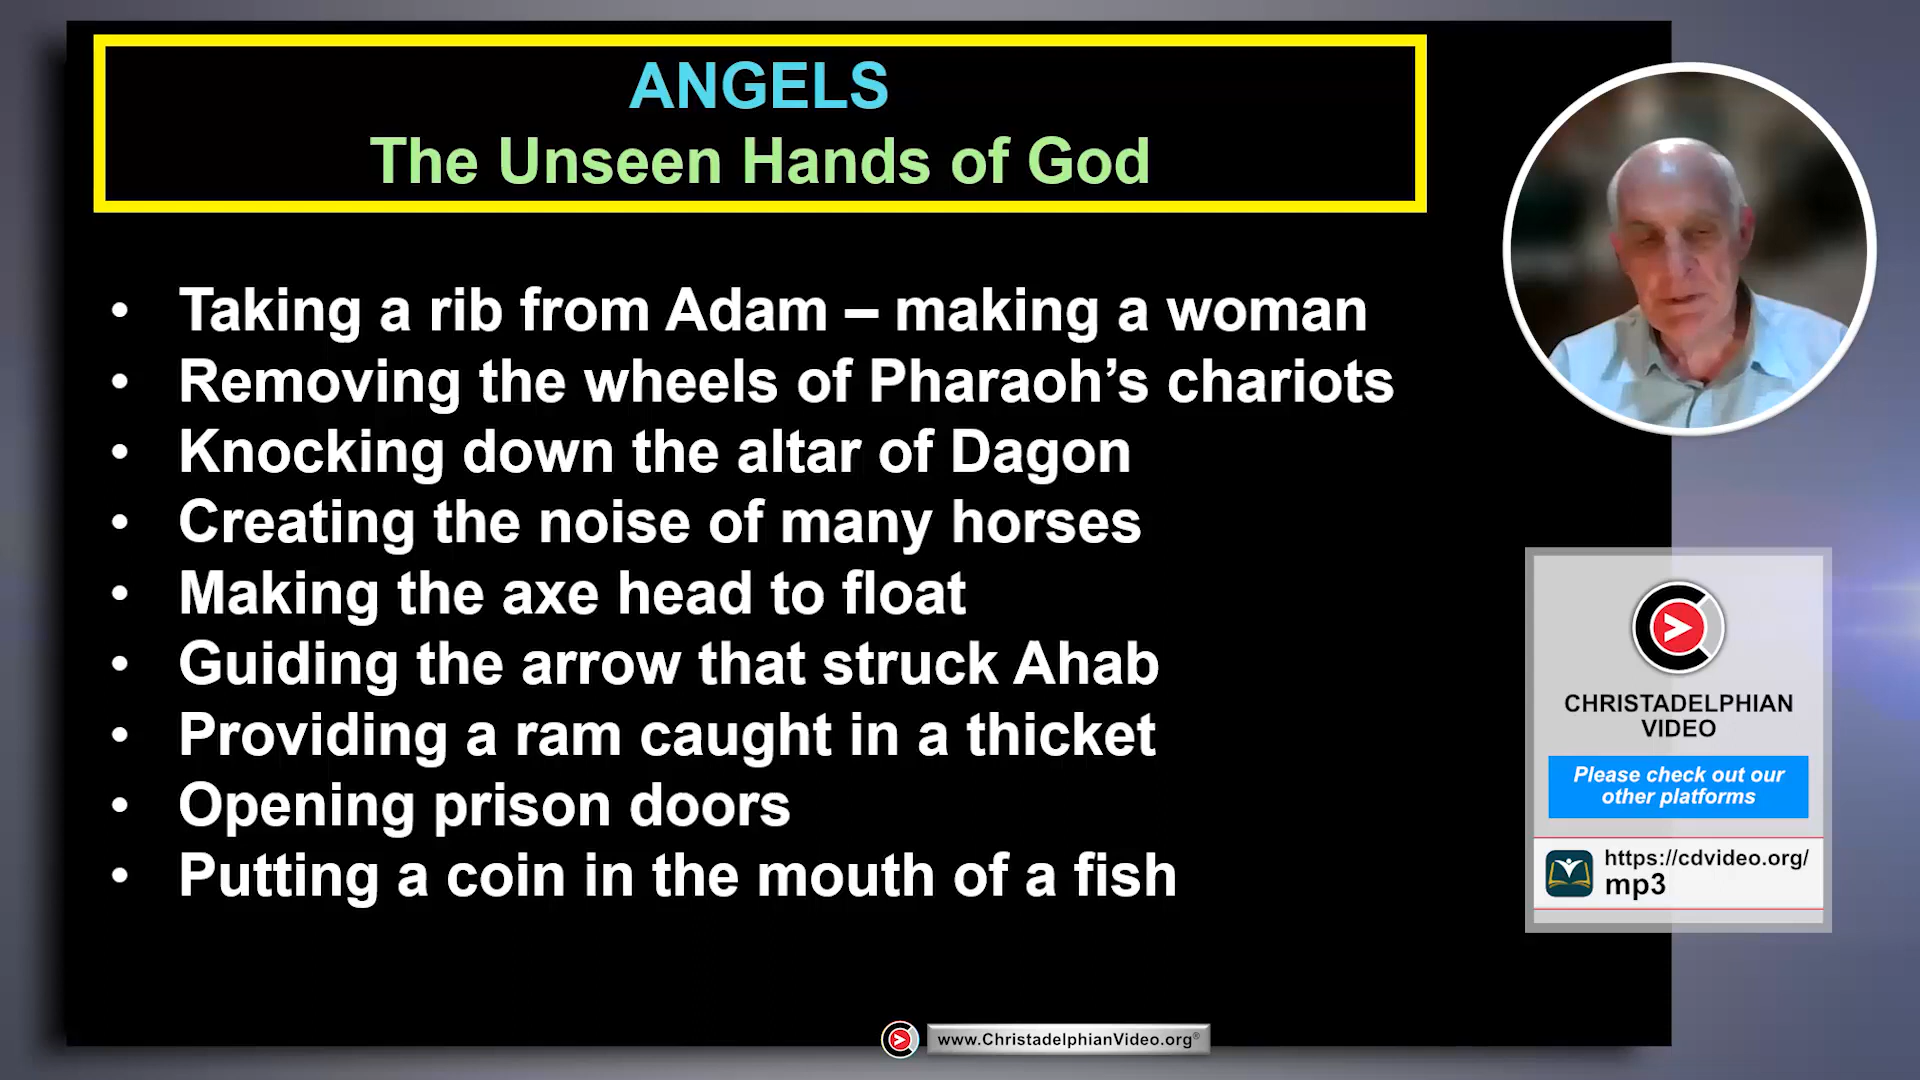 ANGELS
The Unseen Hands of God
• Taking a rib from Adam – making a woman
• Removing the wheels of Pharaoh’s chariots
• Knocking down the altar of Dagon
• Creating the noise of many horses
• Making the axe head to float
• Guiding the arrow that struck Ahab
• Providing a ram caught in a thicket
• Opening prison doors
• Putting a coin in the mouth of a fish
CHRISTADELPHIAN
VIDEO
Please check out our
other platforms
https://cdvideo.org/
mp3
www.ChristadelphianVideo.org®